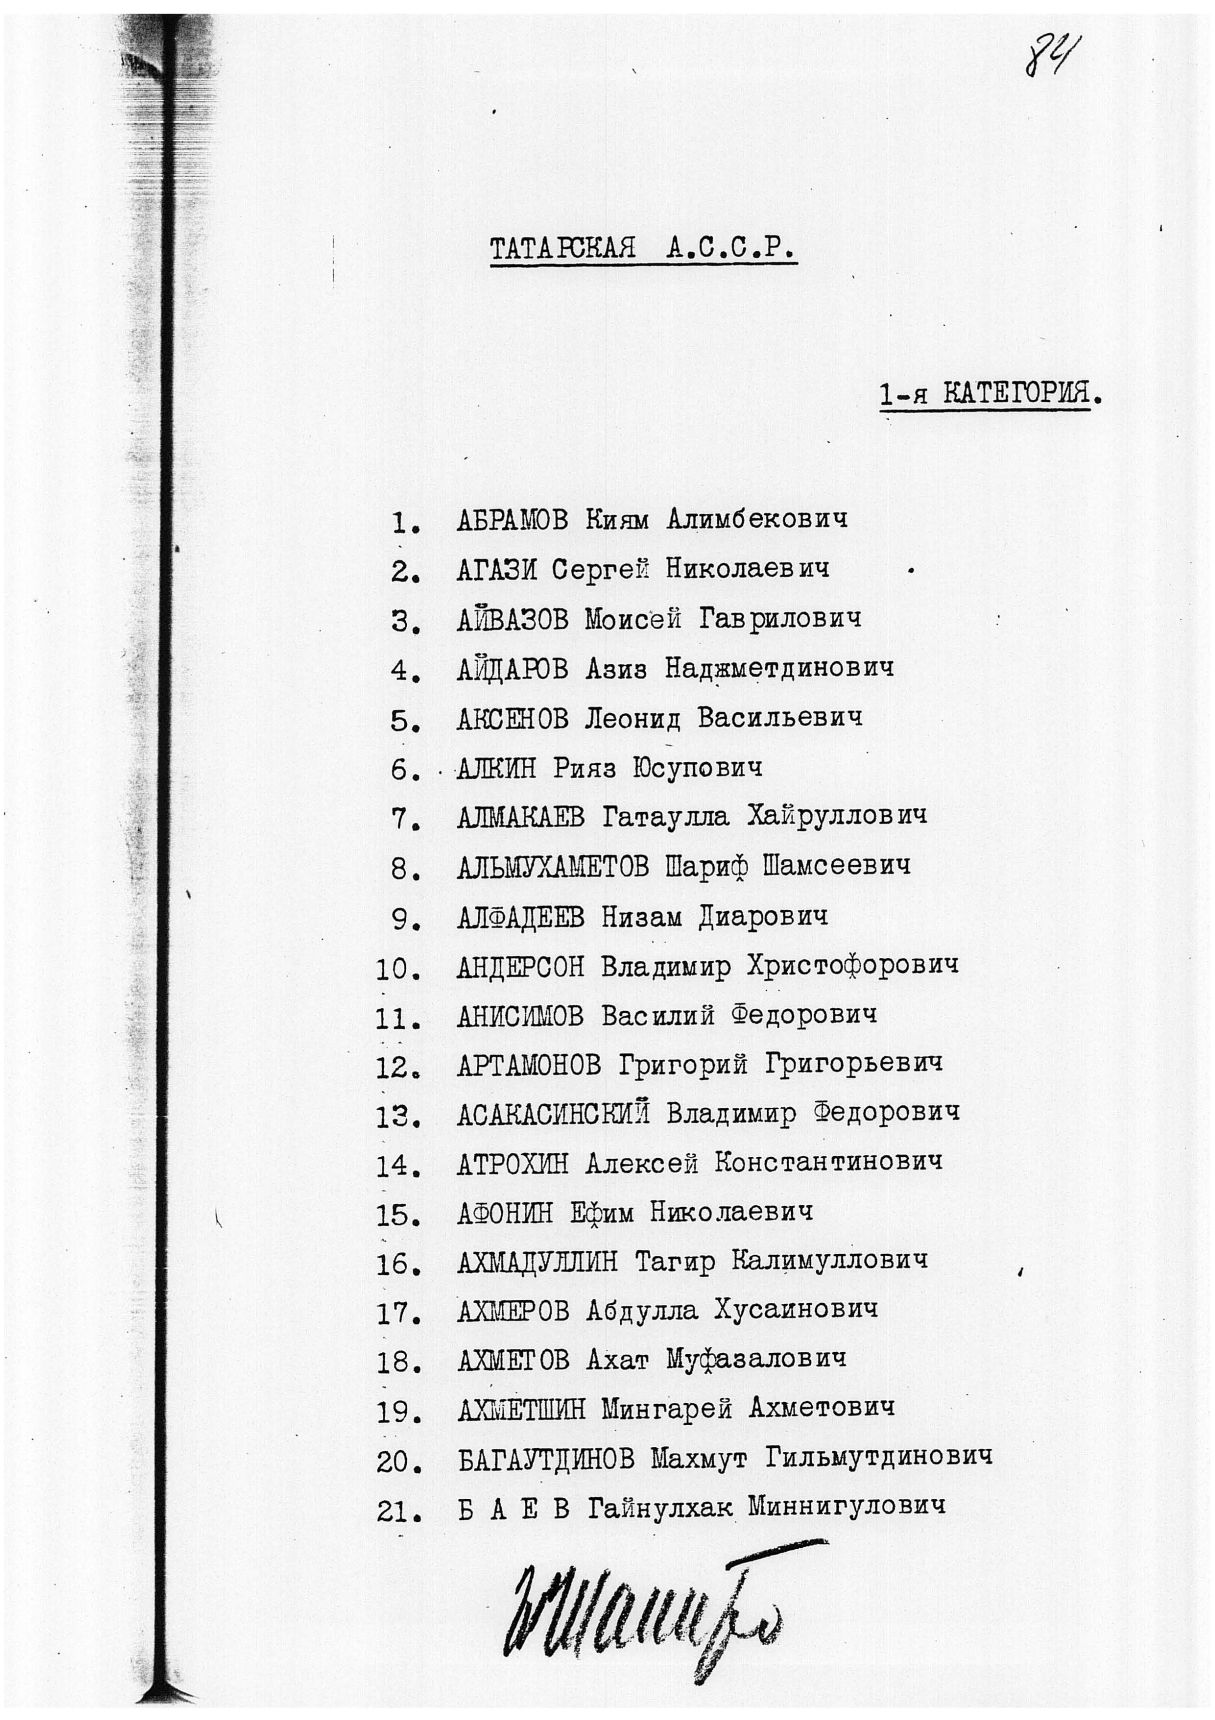 84
ТАТАРСКАЯ А.С.С.Р.
1-я КАТЕГОРИЯ.
1. АБРАМОВ Киям Алимбекович
2. АГАЗИ Сергей Николаевич
3. АЙВАЗОВ Моисей Гаврилович
4. АЙДАРОВ Азиз Наджметдинович
5. АКСЕНОВ Леонид Васильевич
6. АЛКИН Рияз Юсупович
7. АЛМАКАЕВ Гатаулла Хайруллович
8. АЛЬМУХАМЕТОВ Шариф Шамсеевич
9. АЛФАДЕЕВ Низам Диарович
10. АНДЕРСОН Владимир Христофорович
11. АНИСИМОВ Василий Федорович
12. АРТАМОНОВ Григорий Григорьевич
13. АСАКАСИНСКИЙ Владимир Федорович
14. АТРОХИН Алексей Константинович
15. АФОНИН Ефим Николаевич
16. АХМАДУЛЛИН Тагир Калимуллович
17. АХМЕРОВ Абдулла Хусаинович
18. АХМЕТОВ Ахат Муфазалович
19. АХМЕТШИН Мингарей Ахметович
20. БАГАУТДИНОВ Махмут Гильмутдинович
21. Б А Е В Гайнулхак Миннигулович